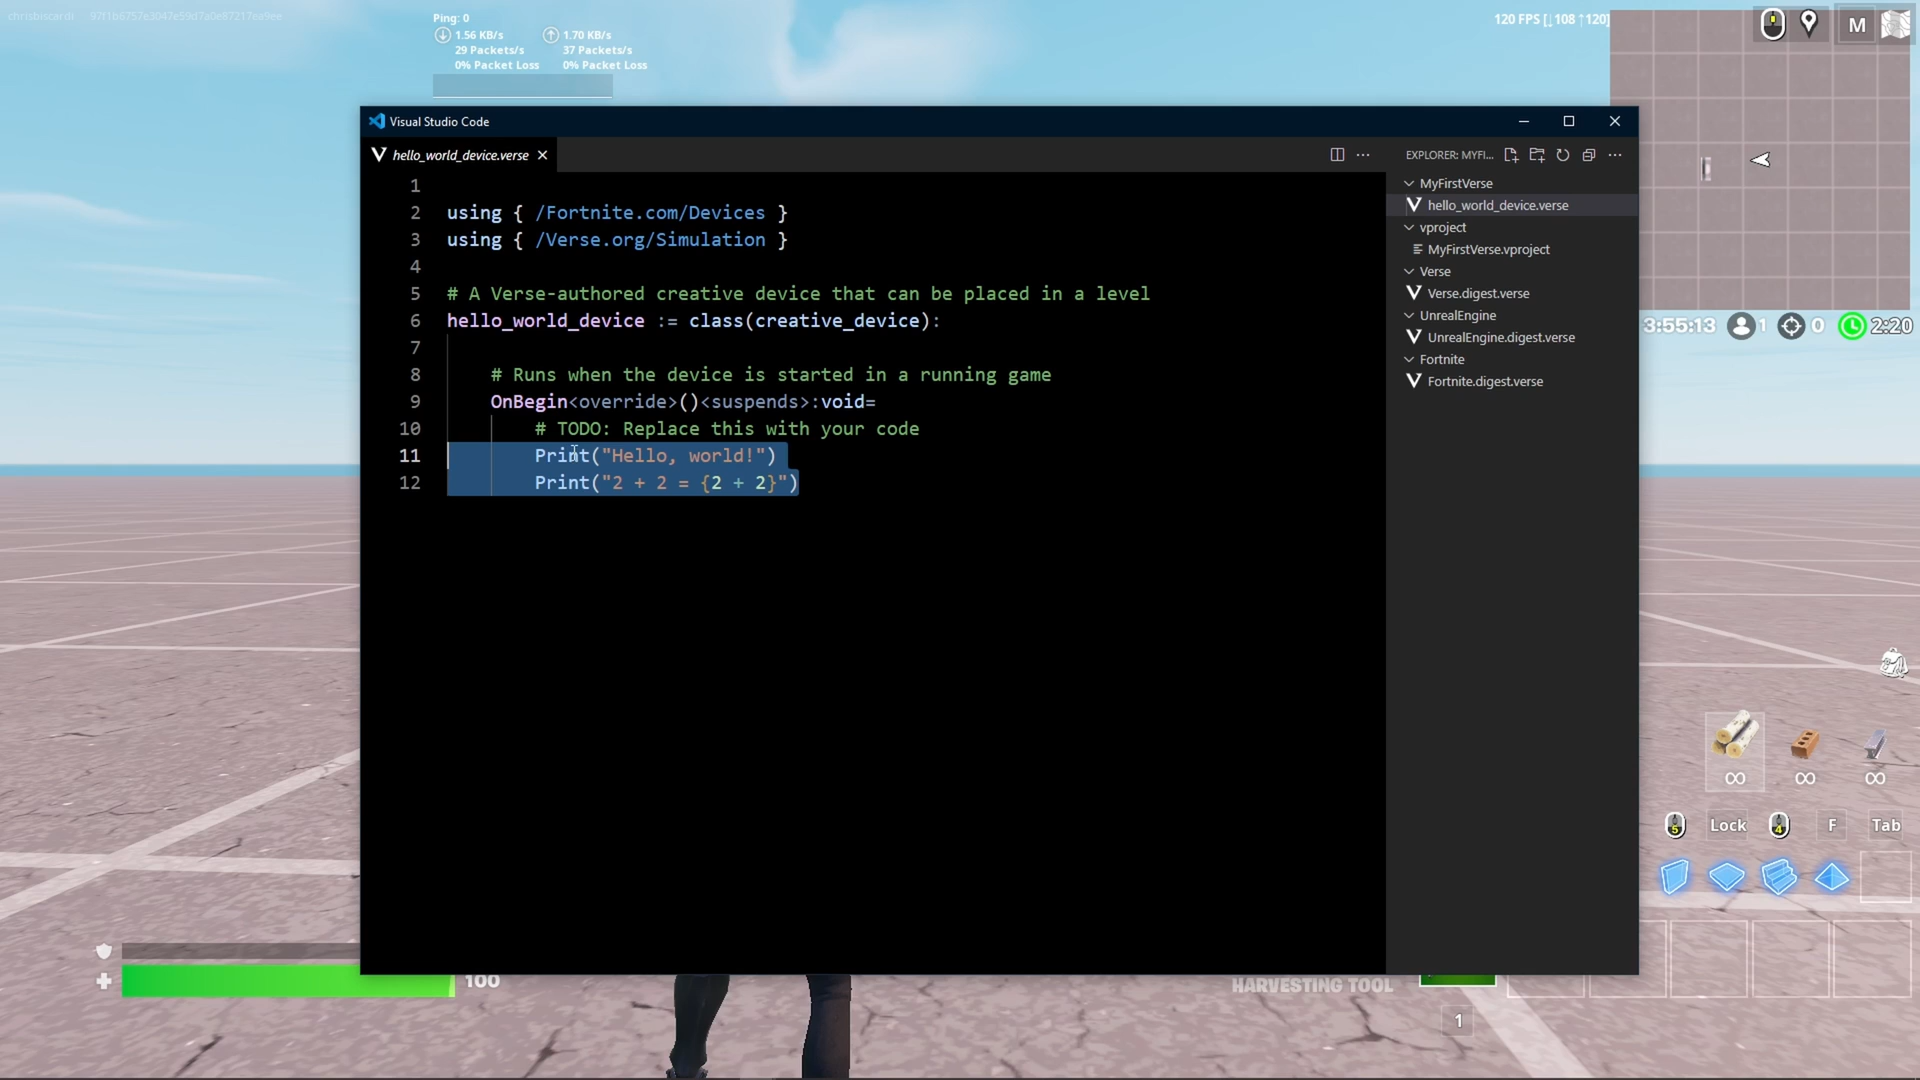 chrisbiscardi
Ping: 0
1.56 KB/s 1.70 KB/s
29 Packets/s 37 Packets/s
0% Packet Loss 0% Packet Loss
120 FPS [↓108 ↑120]
M
Visual Studio Code
hello_world_device.verse
EXPLORER: MYFI...
1
2 using { /Fortnite.com/Devices }
3 using { /Verse.org/Simulation }
4
5 # A Verse-authored creative device that can be placed in a level
6 hello_world_device := class(creative_device):
7
8 # Runs when the device is started in a running game
9 OnBegin<override>()<suspends>:void=
10 # TODO: Replace this with your code
11 Print("Hello, world!")
12 Print("2 + 2 = {2 + 2}")
MyFirstVerse
hello_world_device.verse
vproject
MyFirstVerse.vproject
Verse
Verse.digest.verse
UnrealEngine
UnrealEngine.digest.verse
Fortnite
Fortnite.digest.verse
3:55:13 1 0 2:20
∞ ∞ ∞
5 Lock 4 F Tab
100
HARVESTING TOOL
1